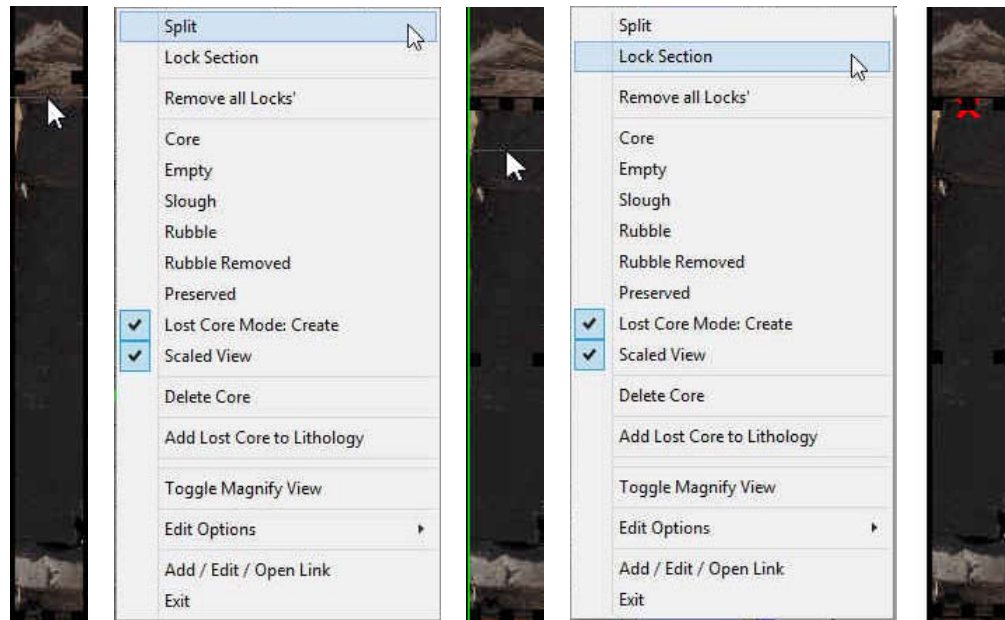 Split
Lock Section
Remove all Locks'
Core
Empty
Slough
Rubble
Rubble Removed
Preserved
Lost Core Mode: Create
Scaled View
Delete Core
Add Lost Core to Lithology
Toggle Magnify View
Edit Options
Add / Edit / Open Link
Exit
Split
Lock Section
Remove all Locks'
Core
Empty
Slough
Rubble
Rubble Removed
Preserved
Lost Core Mode: Create
Scaled View
Delete Core
Add Lost Core to Lithology
Toggle Magnify View
Edit Options
Add / Edit / Open Link
Exit